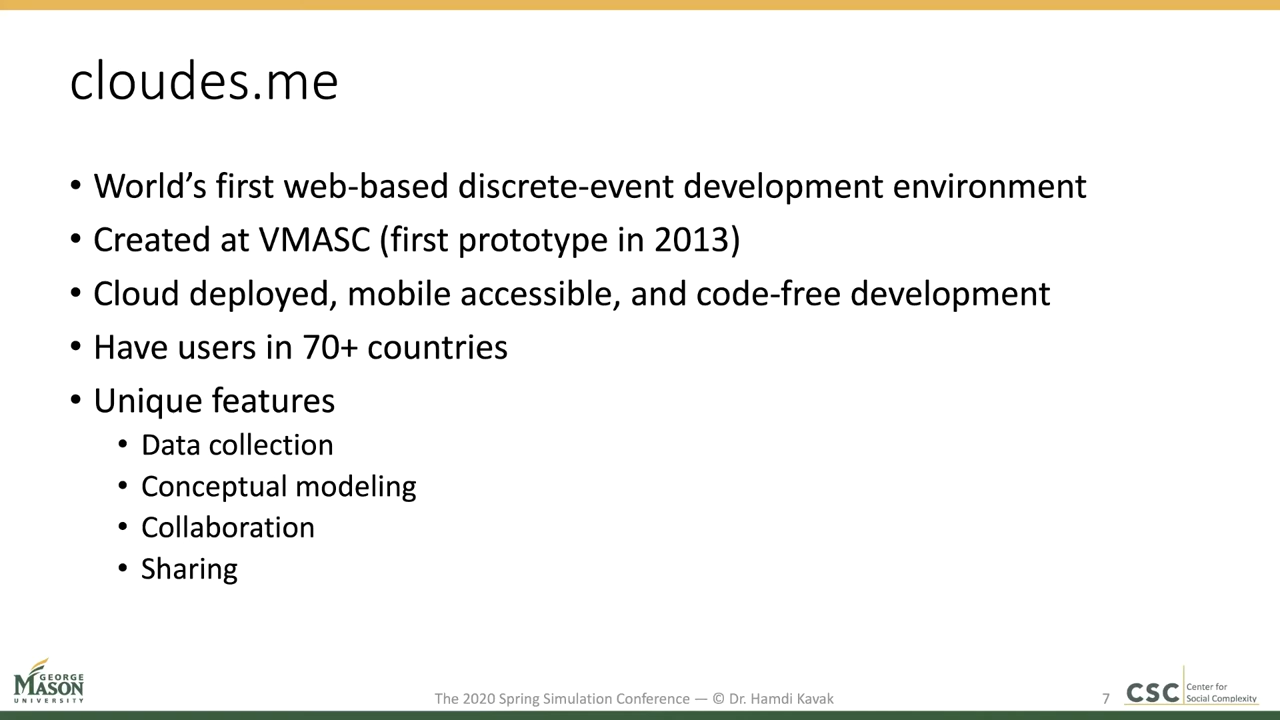 cloudes.me
• World's first web-based discrete-event development environment
• Created at VMASC (first prototype in 2013)
• Cloud deployed, mobile accessible, and code-free development
• Have users in 70+ countries
• Unique features
• Data collection
• Conceptual modeling
• Collaboration
• Sharing
GEORGE
MASON
UNIVERSITY
The 2020 Spring Simulation Conference — © Dr. Hamdi Kavak
7
CSC
Center for
Social Complexity